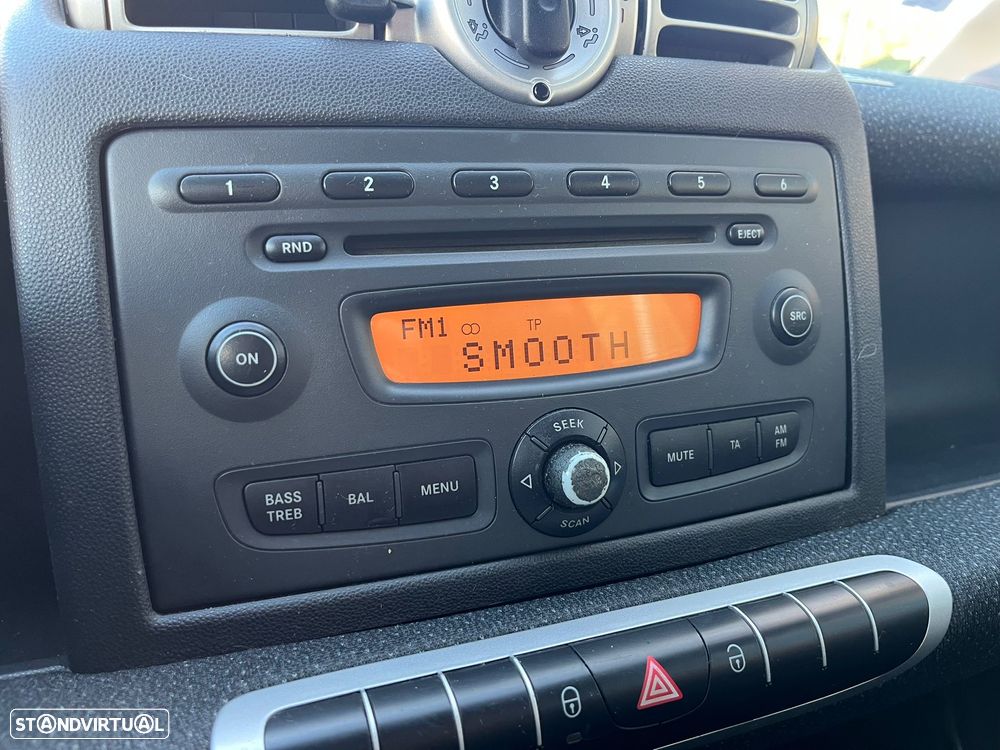 1 2 3 4 5 6
RND EJECT
FM1 TP
SMOOTH
ON
SRC
SEEK
SCAN
BASS
TREB
BAL
MENU
MUTE
TA
AM
FM
STANDVIRTUAL